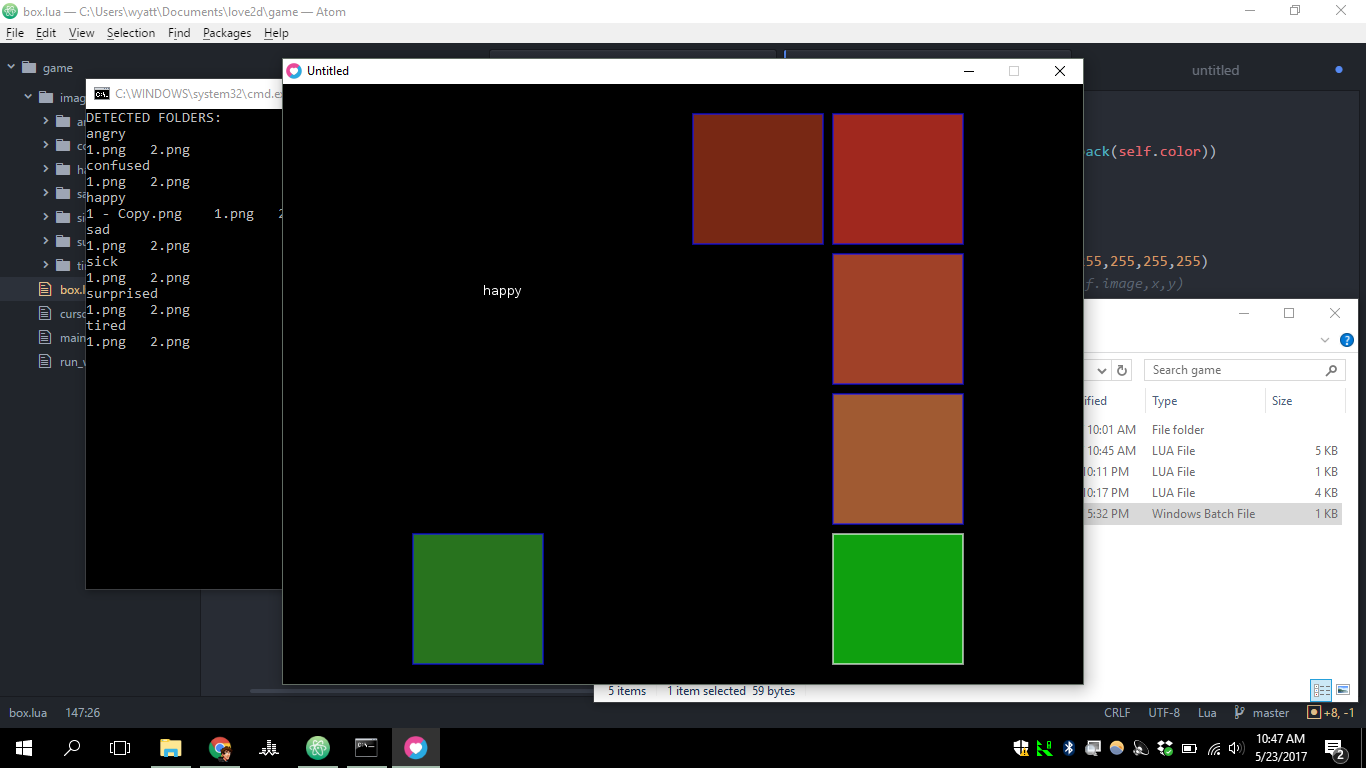 box.lua — C:\Users\wyatt\Documents\love2d\game — Atom
File Edit View Selection Find Packages Help
game
imag
a
c
h
sa
si
su
ti
box.l
curso
main
run_
untitled
ack(self.color))
55,255,255,255)
f.image,x,y)
C:\WINDOWS\system32\cmd.e
DETECTED FOLDERS:
angry
1.png 2.png
confused
1.png 2.png
happy
1 - Copy.png 1.png 2
sad
1.png 2.png
sick
1.png 2.png
surprised
1.png 2.png
tired
1.png 2.png
Untitled
happy
Search game
ified Type Size
10:01 AM File folder
10:45 AM LUA File 5 KB
10:11 PM LUA File 1 KB
10:17 PM LUA File 4 KB
5:32 PM Windows Batch File 1 KB
5 items 1 item selected 59 bytes
box.lua 147:26 CRLF UTF-8 Lua master +8, -1
10:47 AM
5/23/2017
2